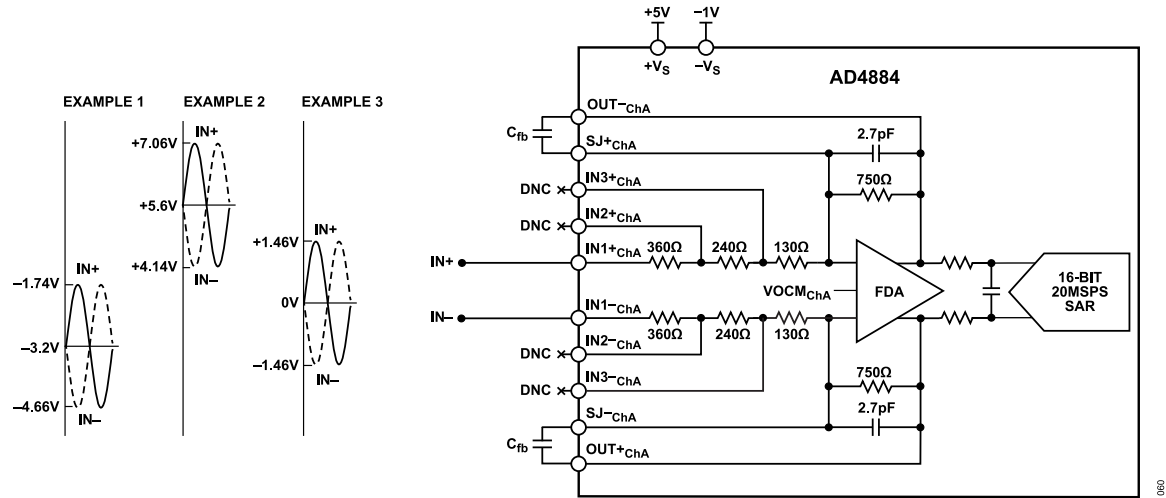 EXAMPLE 1
−1.74V
IN+
−3.2V
−4.66V
IN−
EXAMPLE 2
+7.06V
IN+
+5.6V
+4.14V
IN−
EXAMPLE 3
IN+
+1.46V
0V
−1.46V
IN−
+5V
−1V
+VS
−VS
AD4884
OUT−ChA
Cfb
SJ+ChA
2.7pF
DNC
IN3+ChA
750Ω
DNC
IN2+ChA
IN+
IN1+ChA
360Ω
240Ω
130Ω
VOCMChA
FDA
16-BIT
20MSPS
SAR
IN−
IN1−ChA
360Ω
240Ω
130Ω
DNC
IN2−ChA
DNC
IN3−ChA
750Ω
SJ−ChA
2.7pF
Cfb
OUT+ChA
060